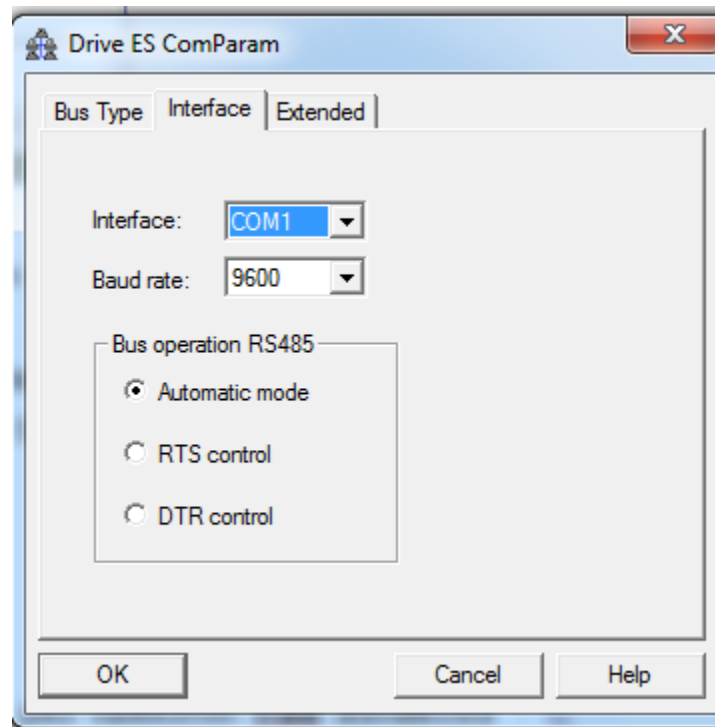 Drive ES ComParam
Bus Type Interface Extended
Interface: COM1
Baud rate: 9600
Bus operation RS485
Automatic mode
RTS control
DTR control
OK Cancel Help